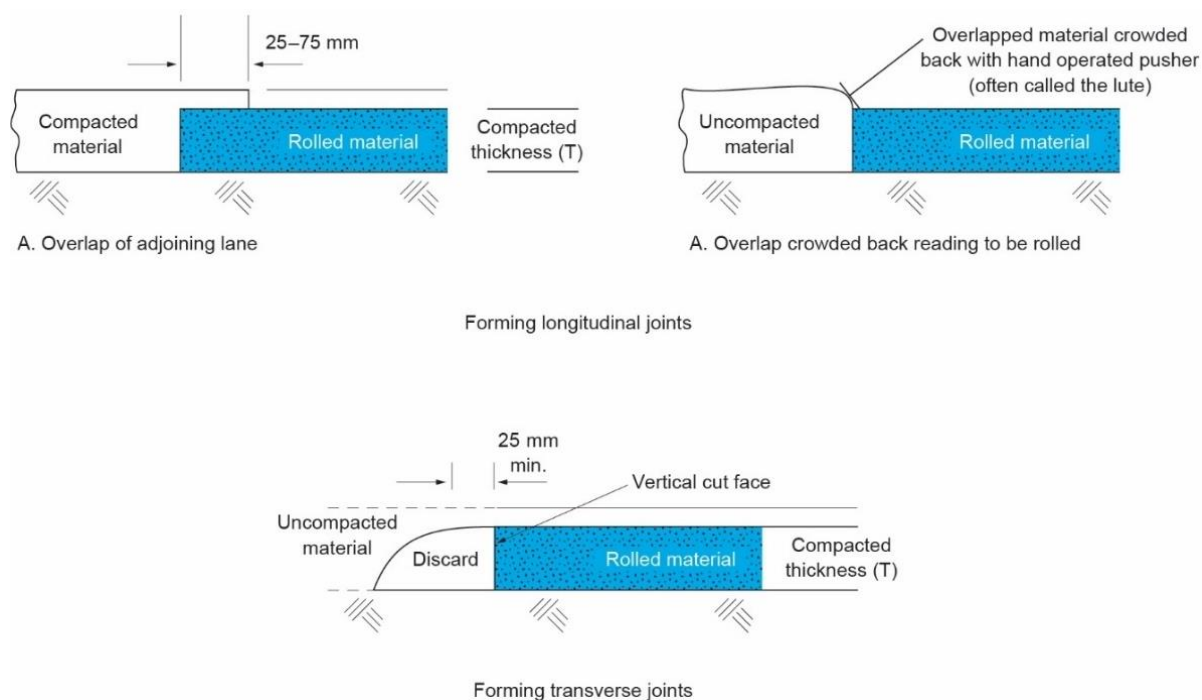 25–75 mm
Compacted
material
Rolled material
Compacted
thickness (T)
A. Overlap of adjoining lane
Overlapped material crowded
back with hand operated pusher
(often called the lute)
Uncompacted
material
Rolled material
A. Overlap crowded back reading to be rolled
Forming longitudinal joints
25 mm
min.
Vertical cut face
Uncompacted
material
Discard
Rolled material
Compacted
thickness (T)
Forming transverse joints